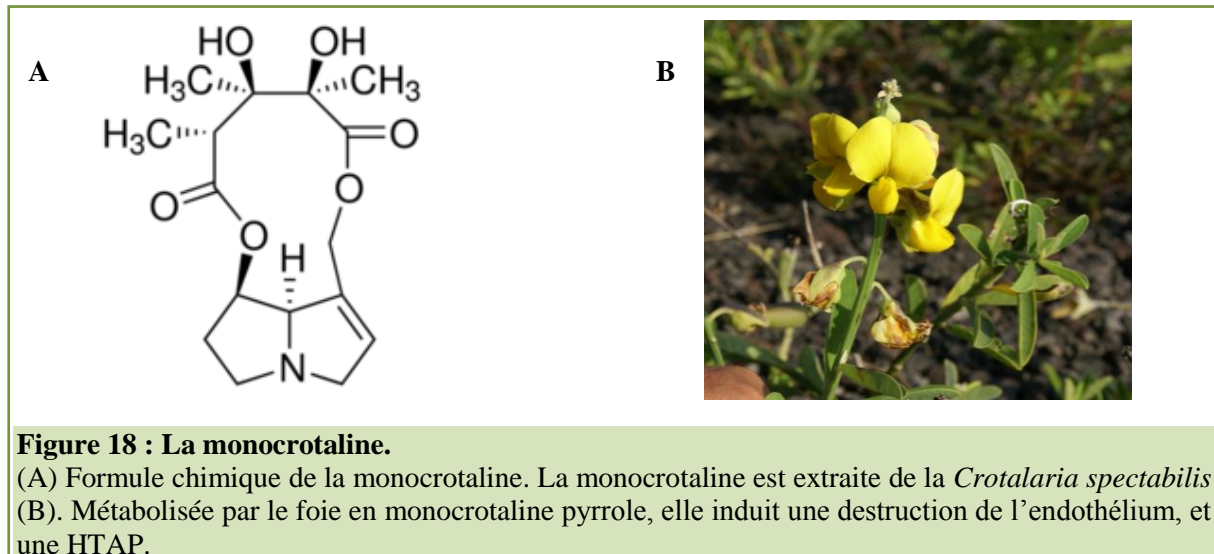 A
B
HO OH
H₃C CH₃
H₃C
O
O
O
O
H
N
Figure 18 : La monocrotaline.
(A) Formule chimique de la monocrotaline. La monocrotaline est extraite de la Crotalaria spectabilis
(B). Métabolisée par le foie en monocrotaline pyrrole, elle induit une destruction de l’endothélium, et
une HTAP.